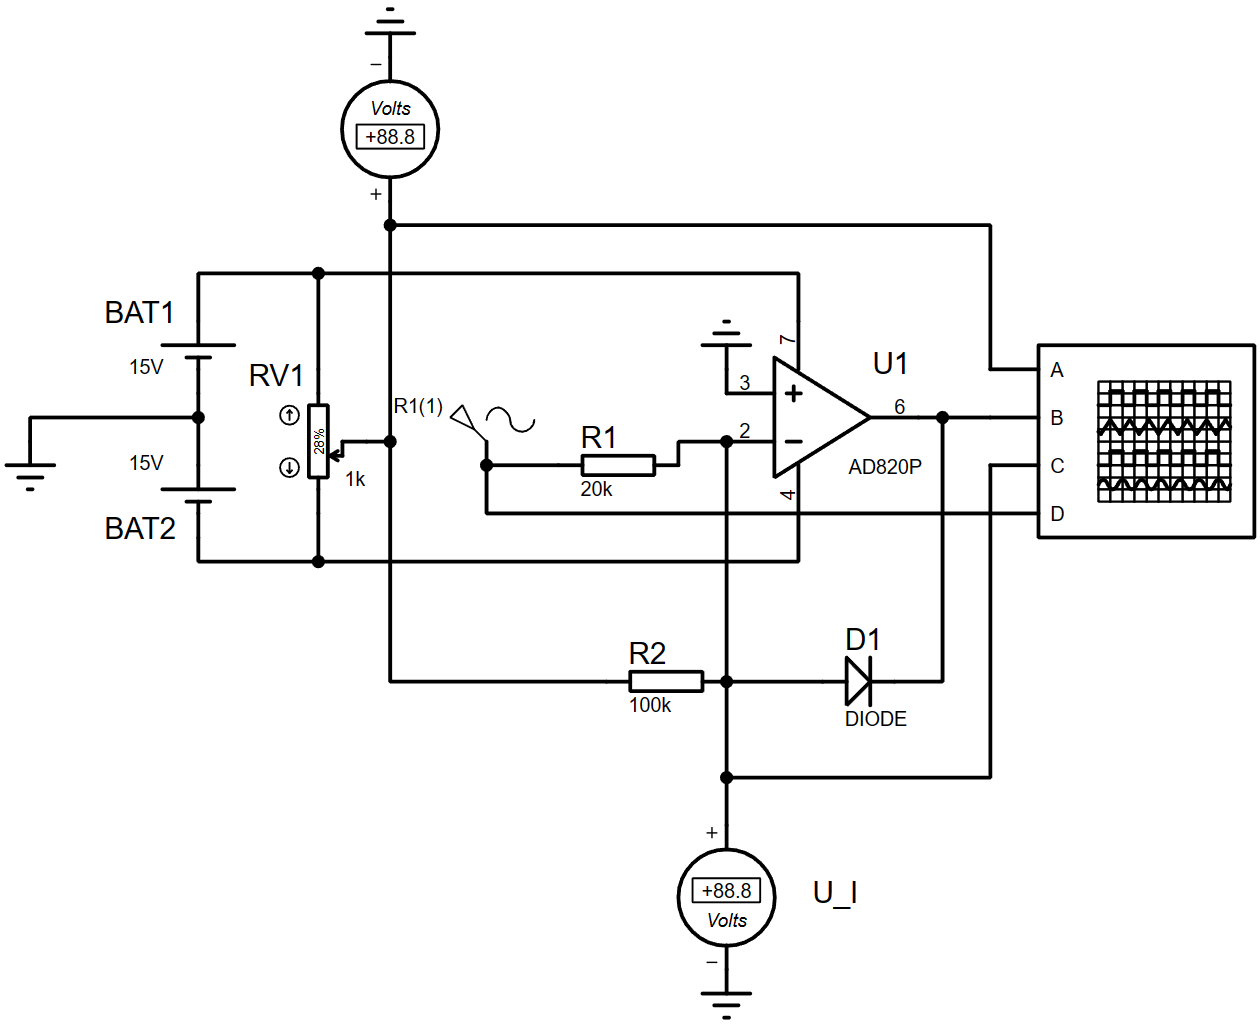 −
Volts
+88.8
+
BAT1
15V
RV1
28%
1k
15V
BAT2
R1(1)
R1
20k
3
+
2
−
7
4
U1
6
AD820P
A
B
C
D
R2
100k
D1
DIODE
+
+88.8
Volts
−
U_I